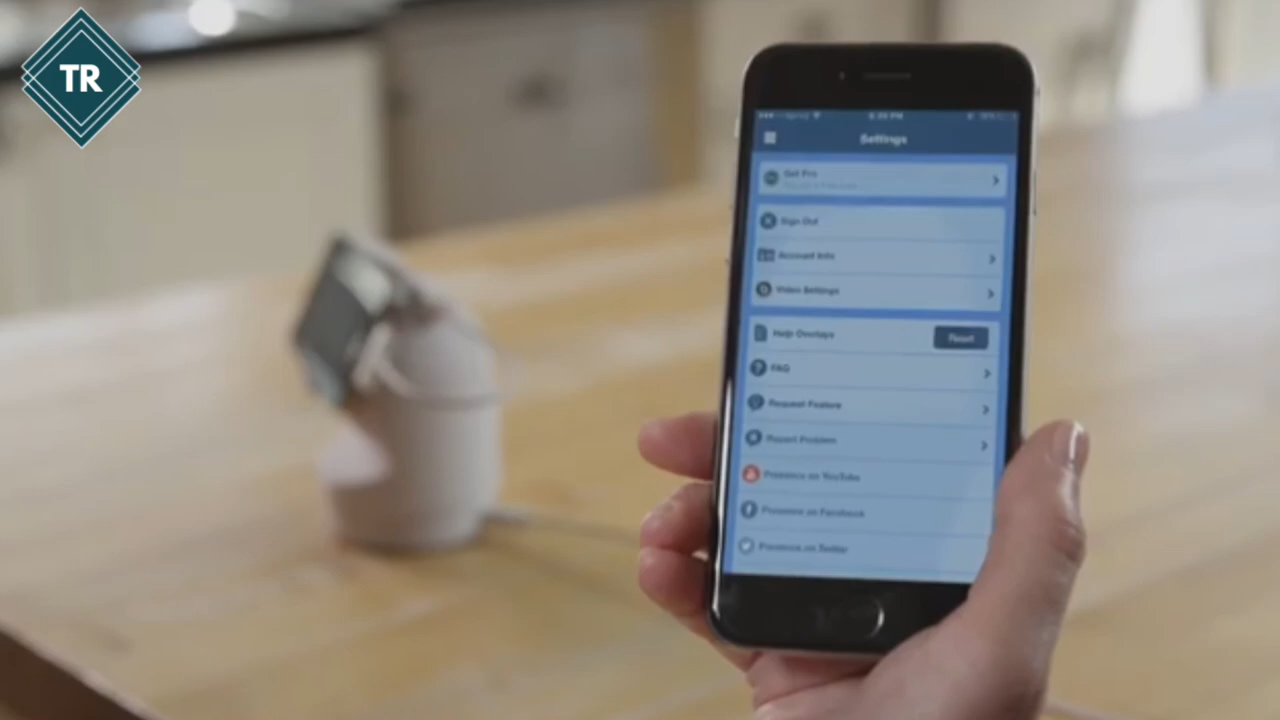 TR
Settings
Get Pro
Sign Out
Account Info
Video Settings
Help Overlays
Reset
FAQ
Request Feature
Report Problem
Presence on YouTube
Presence on Facebook
Presence on Twitter